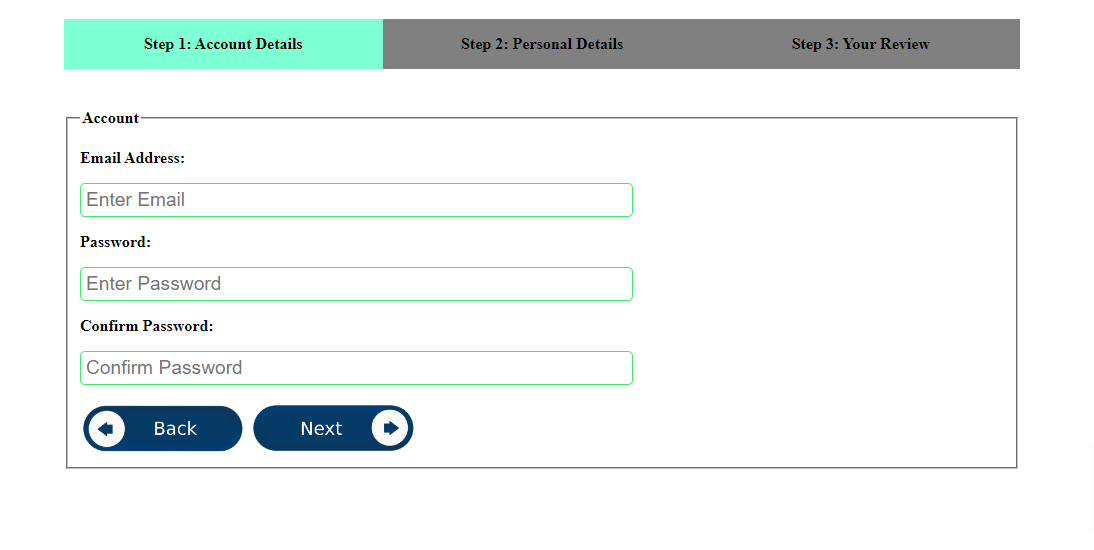 Step 1: Account Details Step 2: Personal Details Step 3: Your Review
Account
Email Address:
Enter Email
Password:
Enter Password
Confirm Password:
Confirm Password
Back Next